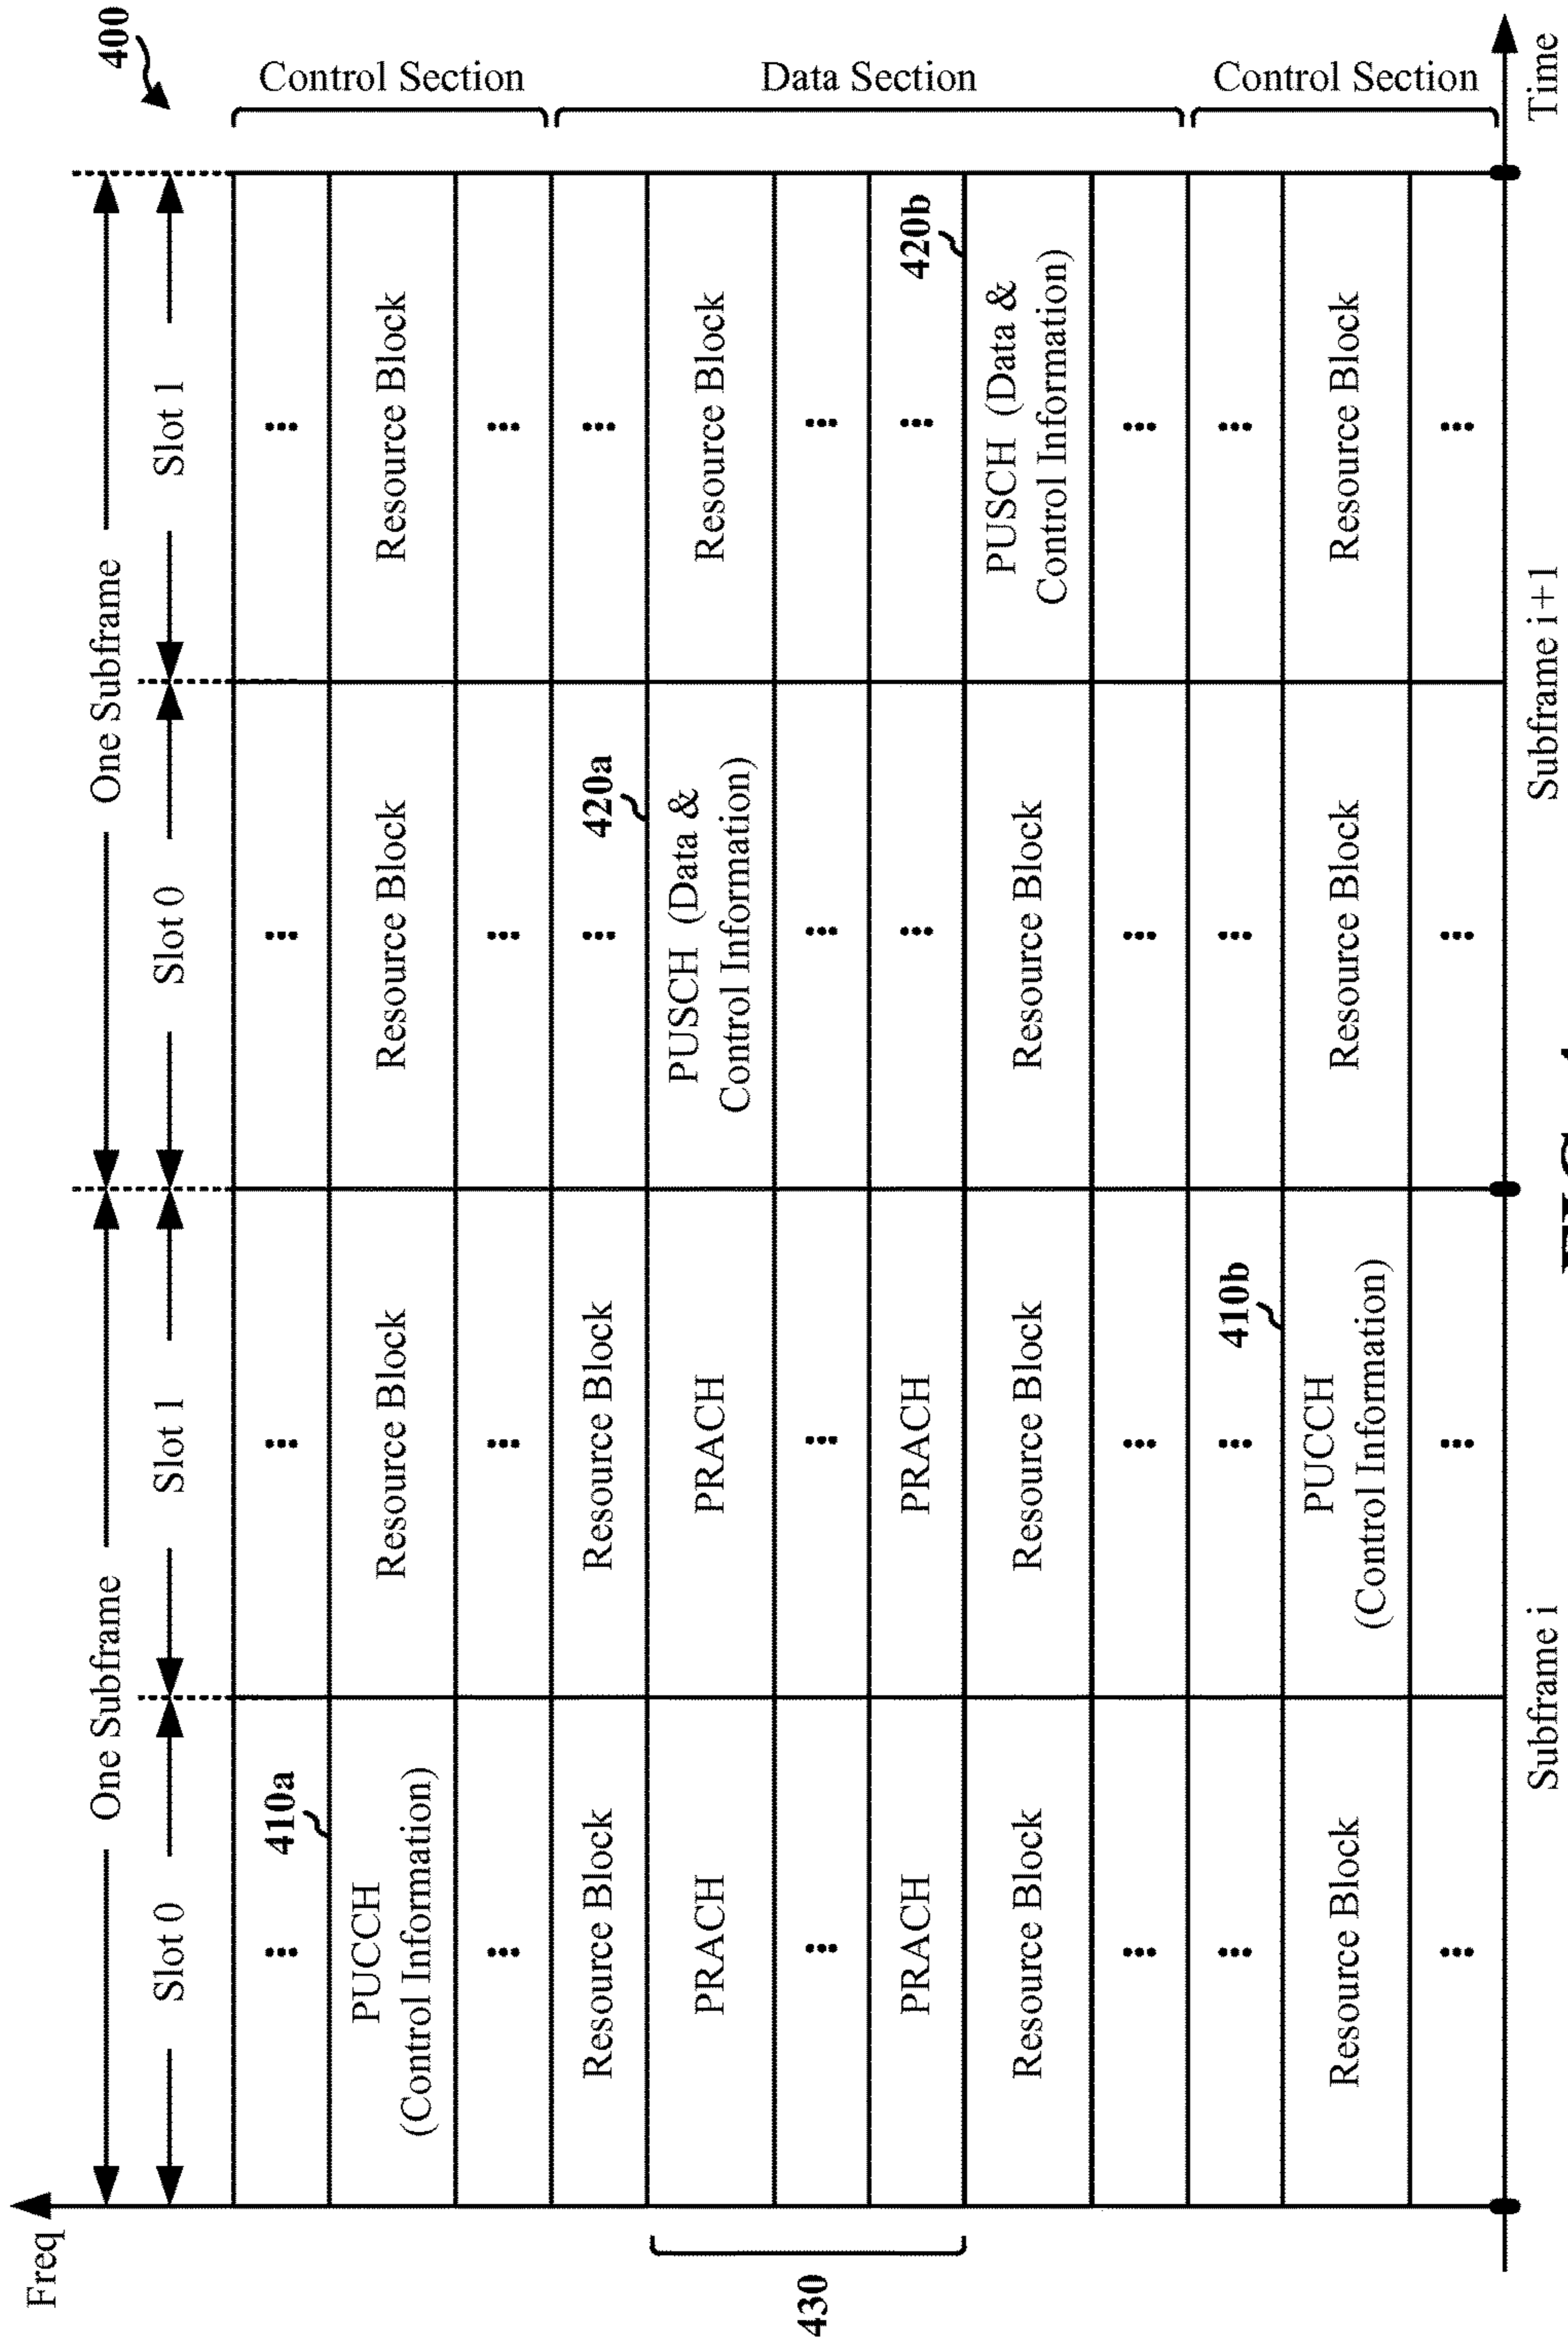 Freq
400
One Subframe
One Subframe
Slot 0
Slot 1
Slot 0
Slot 1
Control Section
410a
PUCCH
(Control Information)
Resource Block
Resource Block
Resource Block
Data Section
Resource Block
Resource Block
420a
430
PRACH
PRACH
PUSCH (Data &
Control Information)
Resource Block
PRACH
PRACH
420b
Resource Block
Resource Block
Resource Block
PUSCH (Data &
Control Information)
Control Section
410b
Resource Block
PUCCH
(Control Information)
Resource Block
Resource Block
Subframe i
Subframe i+1
Time